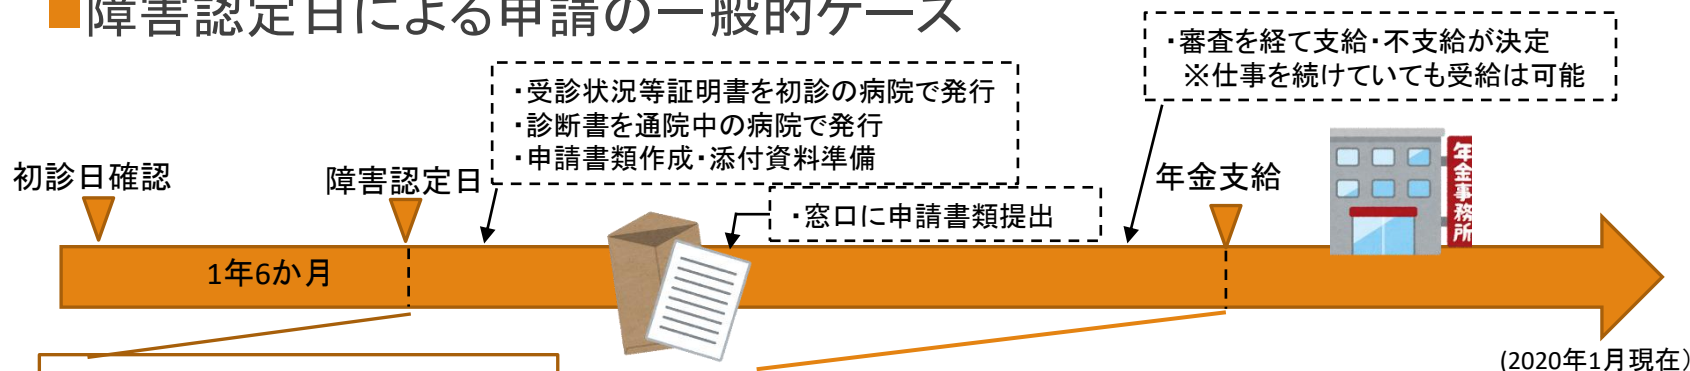 ■障害認定日による申請の一般的ケース
・審査を経て支給・不支給が決定
※仕事を続けていても受給は可能
・受診状況等証明書を初診の病院で発行
・診断書を通院中の病院で発行
・申請書類作成・添付資料準備
初診日確認
障害認定日
年金支給
年金事務所
・窓口に申請書類提出
1年6か月
(2020年1月現在）